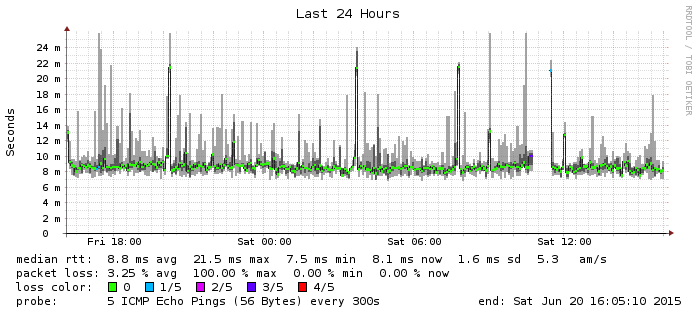 Last 24 Hours
RRDTOOL / TOBI OETIKER
Seconds
24 m
22 m
20 m
18 m
16 m
14 m
12 m
10 m
8 m
6 m
4 m
2 m
0
Fri 18:00 Sat 00:00 Sat 06:00 Sat 12:00
median rtt: 8.8 ms avg 21.5 ms max 7.5 ms min 8.1 ms now 1.6 ms sd 5.3 am/s
packet loss: 3.25 % avg 100.00 % max 0.00 % min 0.00 % now
loss color: 0 1/5 2/5 3/5 4/5
probe: 5 ICMP Echo Pings (56 Bytes) every 300s end: Sat Jun 20 16:05:10 2015